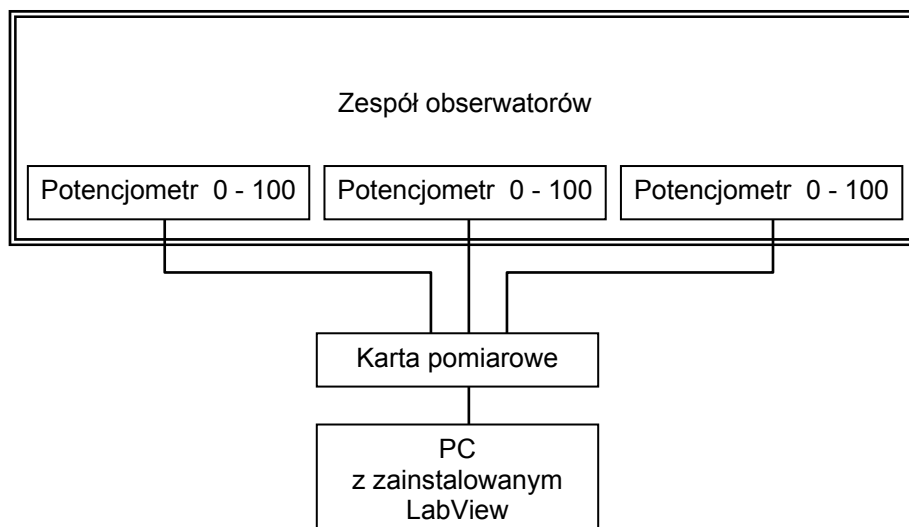 Zespół obserwatorów
Potencjometr 0 - 100
Potencjometr 0 - 100
Potencjometr 0 - 100
Karta pomiarowe
PC
z zainstalowanym
LabView